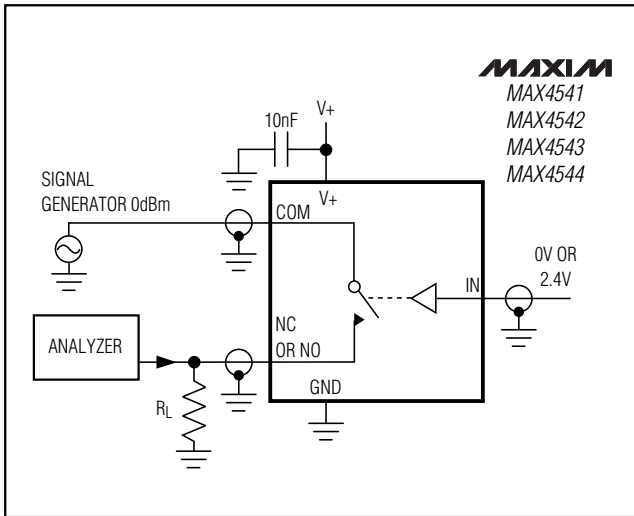 MAXIM
MAX4541
MAX4542
MAX4543
MAX4544
V+
10nF
SIGNAL
GENERATOR 0dBm
V+
COM
0V OR
2.4V
IN
NC
OR NO
ANALYZER
GND
RL